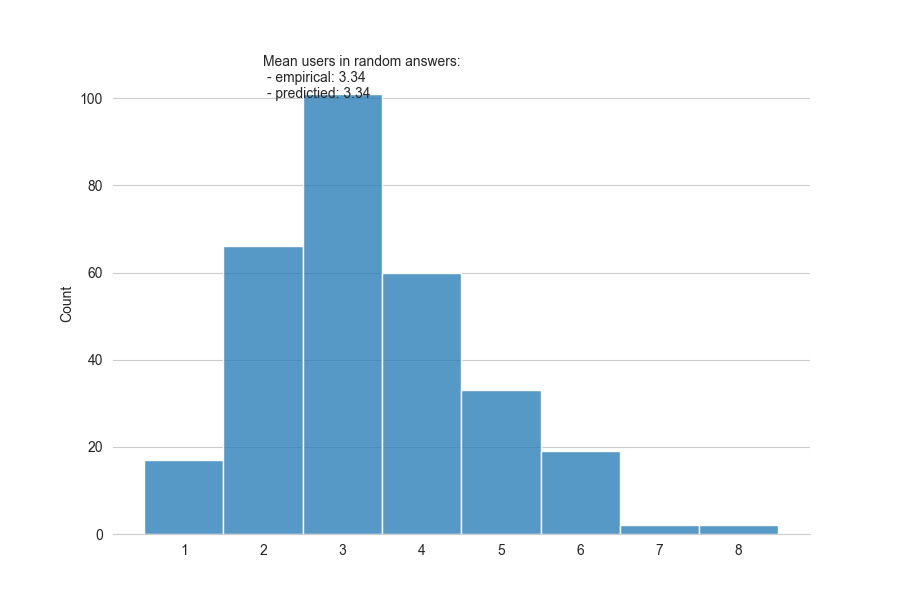 Mean users in random answers:
- empirical: 3.34
- predictied: 3.34
100
80
60
40
20
0
Count
1 2 3 4 5 6 7 8